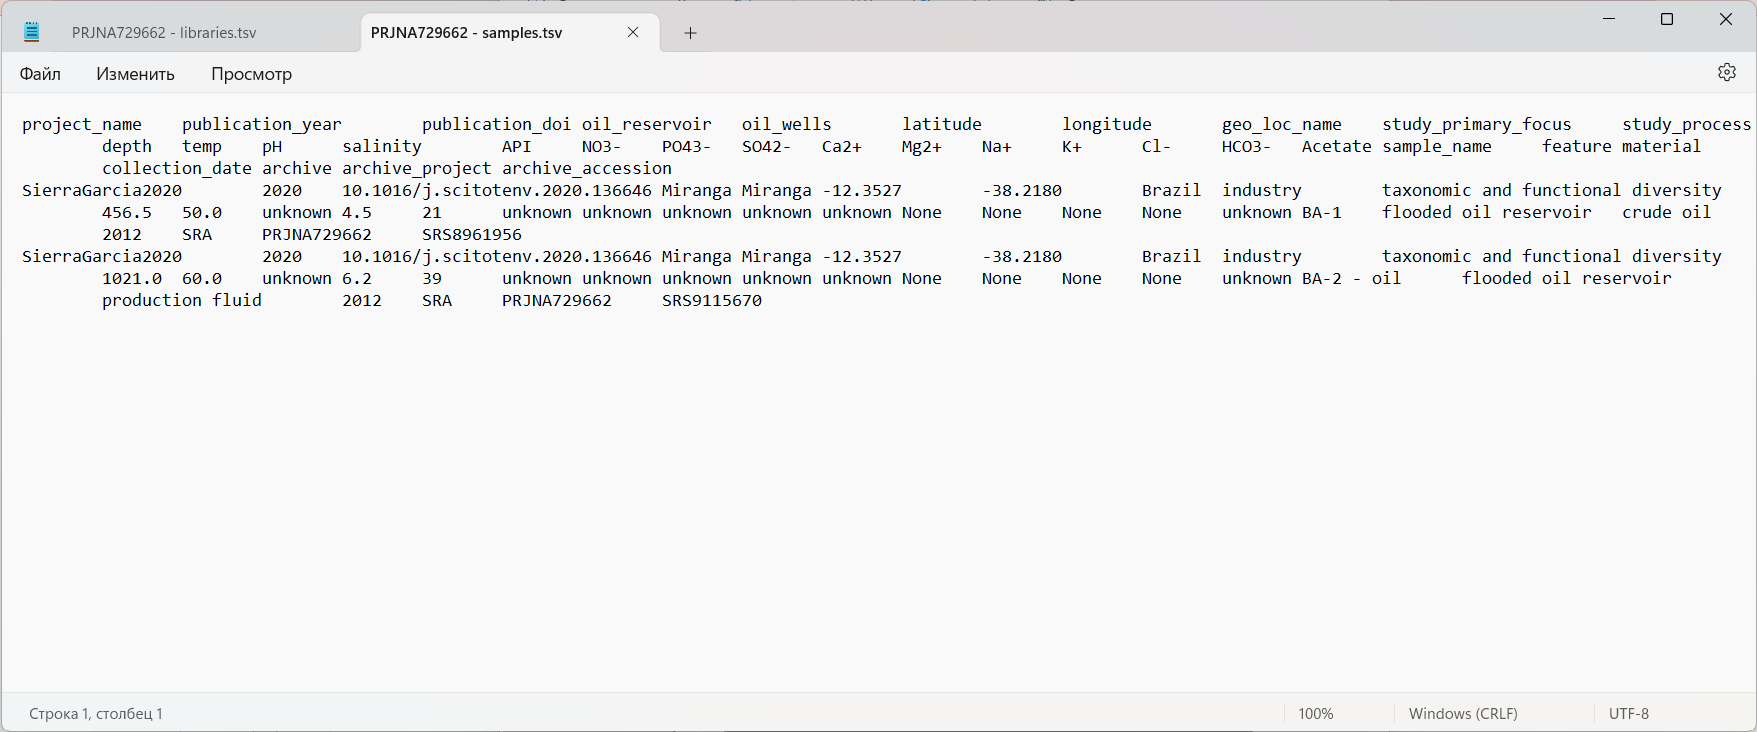 PRJNA729662 - libraries.tsv PRJNA729662 - samples.tsv
Файл Изменить Просмотр
project_name publication_year publication_doi oil_reservoir oil_wells latitude longitude geo_loc_name study_primary_focus study_process
depth temp pH salinity API NO3- PO43- SO42- Ca2+ Mg2+ Na+ K+ Cl- HCO3- Acetate sample_name feature material
collection_date archive archive_project archive_accession
SierraGarcia2020 2020 10.1016/j.scitotenv.2020.136646 Miranga Miranga -12.3527 -38.2180 Brazil industry taxonomic and functional diversity
456.5 50.0 unknown 4.5 21 unknown unknown unknown unknown unknown None None None None unknown BA-1 flooded oil reservoir crude oil
2012 SRA PRJNA729662 SRS8961956
SierraGarcia2020 2020 10.1016/j.scitotenv.2020.136646 Miranga Miranga -12.3527 -38.2180 Brazil industry taxonomic and functional diversity
1021.0 60.0 unknown 6.2 39 unknown unknown unknown unknown unknown None None None None unknown BA-2 - oil flooded oil reservoir
production fluid 2012 SRA PRJNA729662 SRS9115670
Строка 1, столбец 1 100% Windows (CRLF) UTF-8